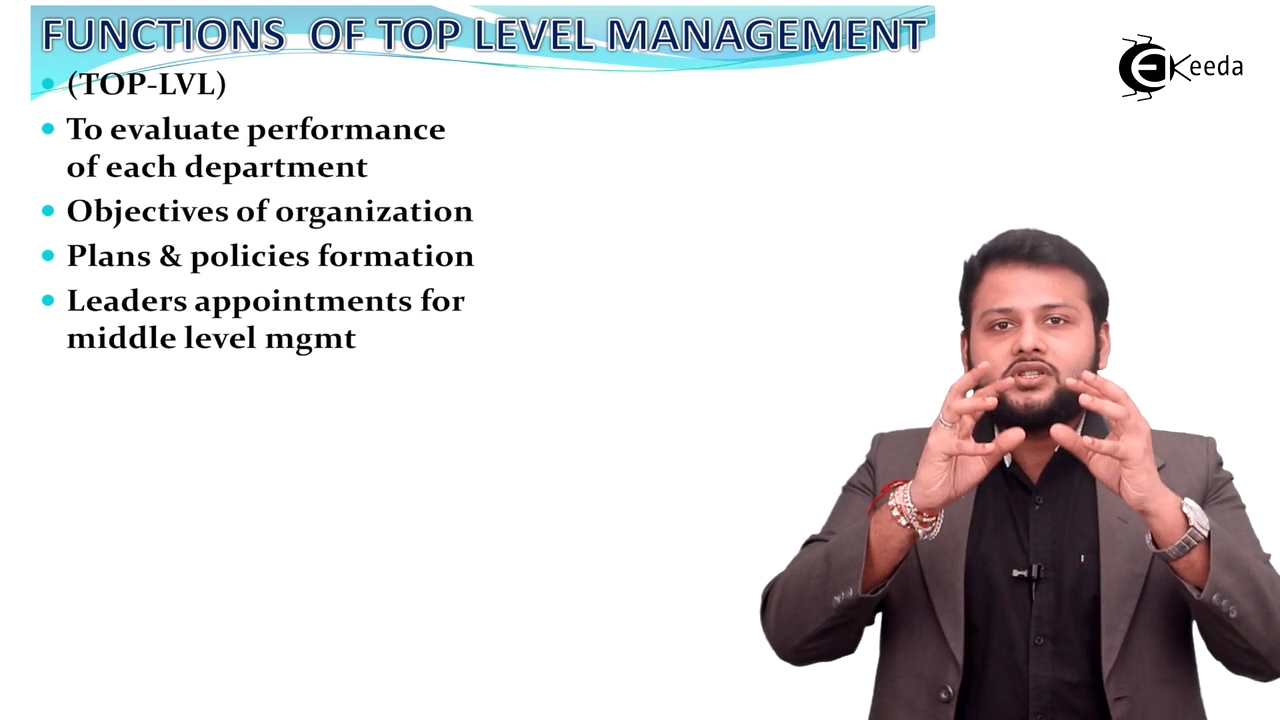 FUNCTIONS OF TOP LEVEL MANAGEMENT
(TOP-LVL)
To evaluate performance
of each department
Objectives of organization
Plans & policies formation
Leaders appointments for
middle level mgmt
EKeeda